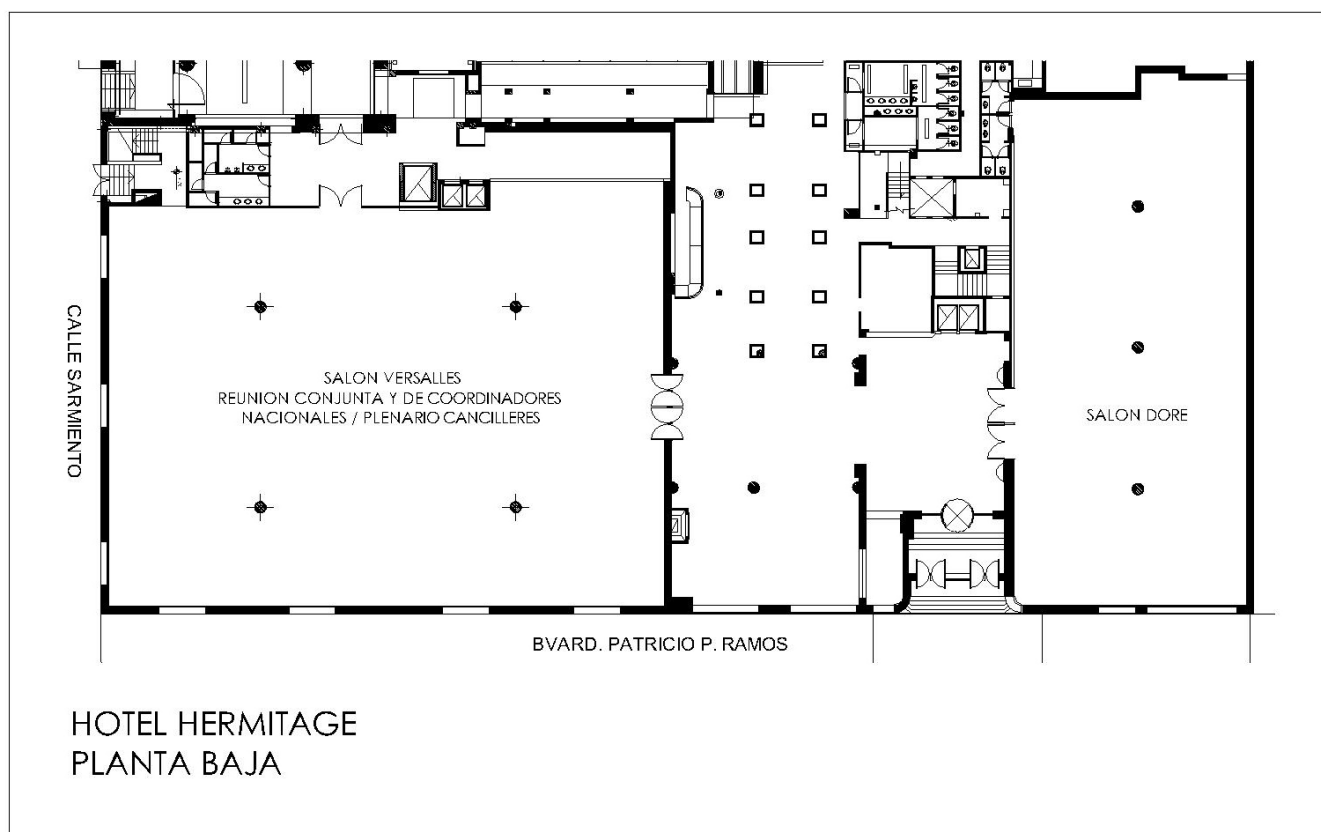 CALLE SARMIENTO
SALON VERSALLES
REUNION CONJUNTA Y DE COORDINADORES
NACIONALES / PLENARIO CANCILLERES
SALON DORE
BVARD. PATRICIO P. RAMOS
HOTEL HERMITAGE
PLANTA BAJA